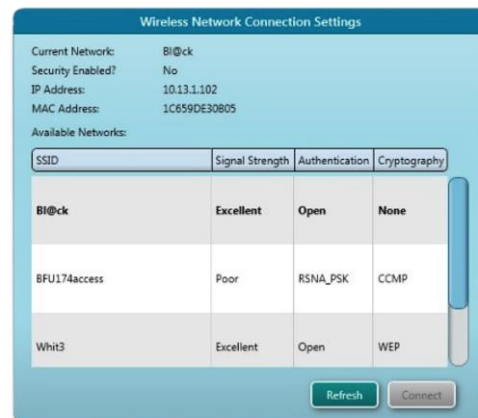 Wireless Network Connection Settings
Current Network: Bl@ck
Security Enabled? No
IP Address: 10.13.1.102
MAC Address: 1C659DE30B05
Available Networks:
SSID Signal Strength Authentication Cryptography
Bl@ck Excellent Open None
BFU174access Poor RSNA_PSK CCMP
Whit3 Excellent Open WEP
Refresh Connect